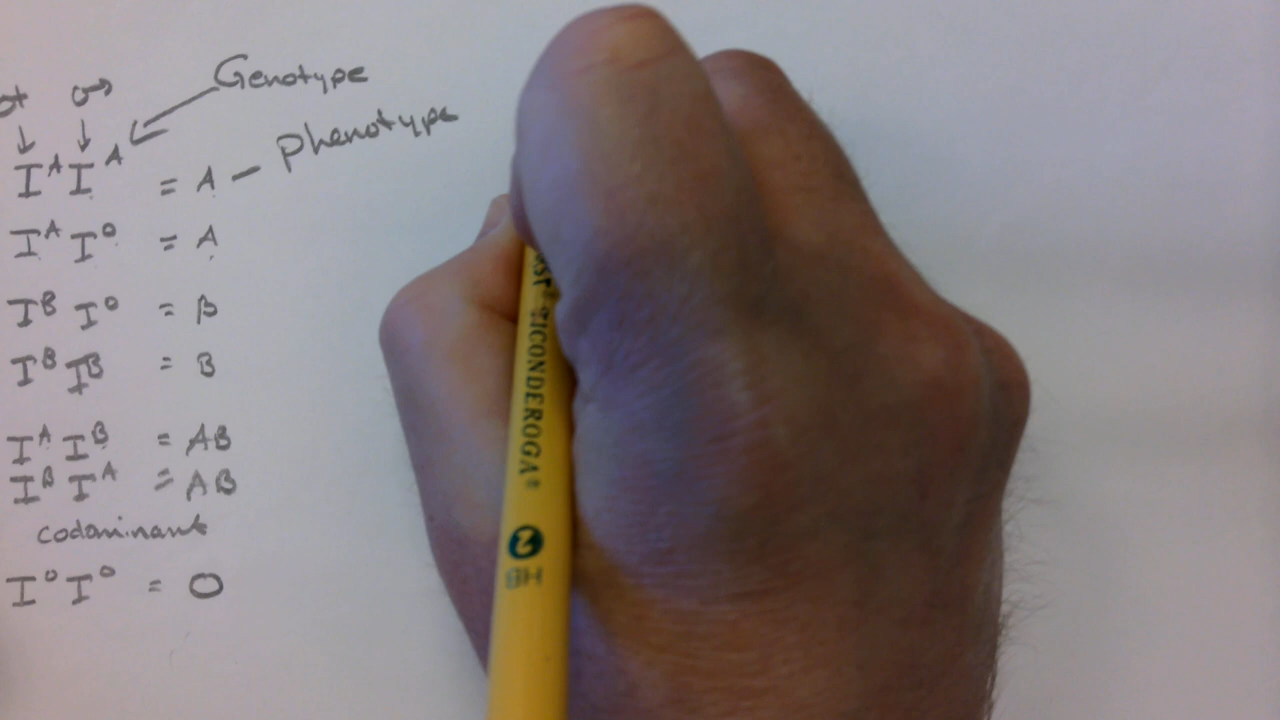 ♀ ♂ Genotype
↓ ↓
I^A I^A = A – phenotype
I^A I^O = A
I^B I^O = B
I^B I^B = B
I^A I^B = AB
I^B I^A = AB
codominant
I^O I^O = O
TICONDEROGA®
2
HB